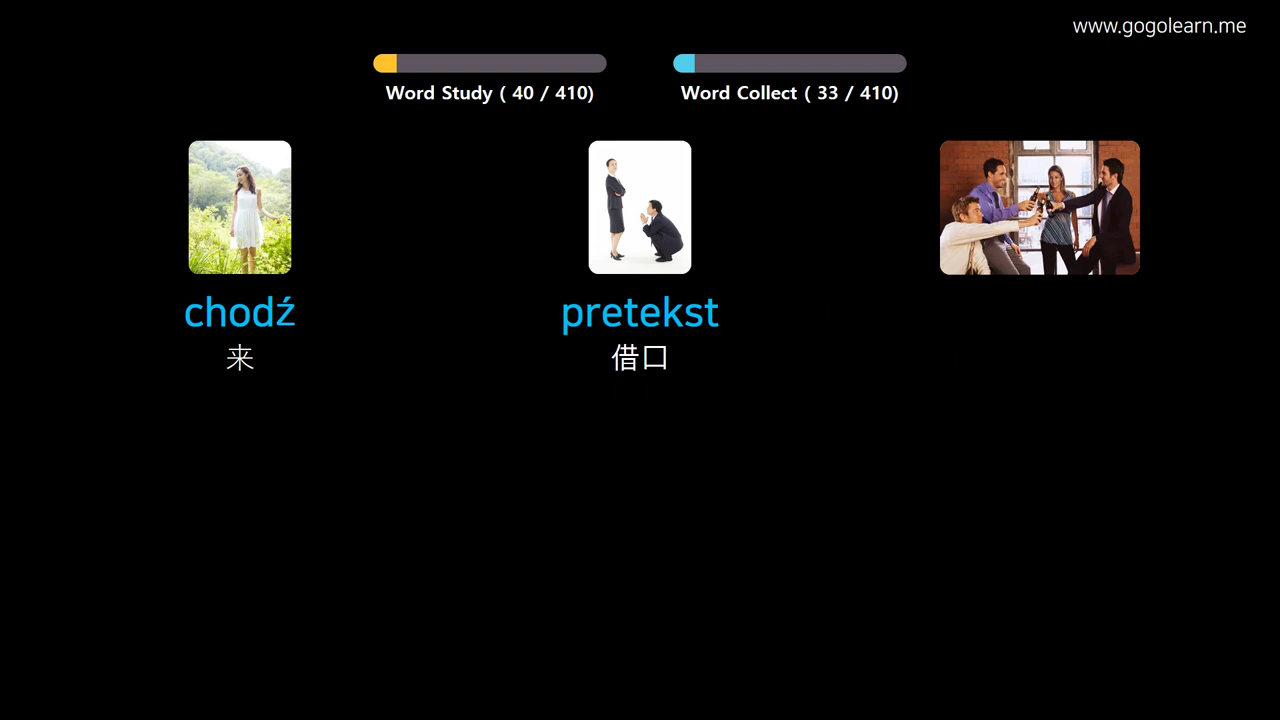 www.gogolearn.me
Word Study ( 40 / 410)
Word Collect ( 33 / 410)
chodź
来
pretekst
借口